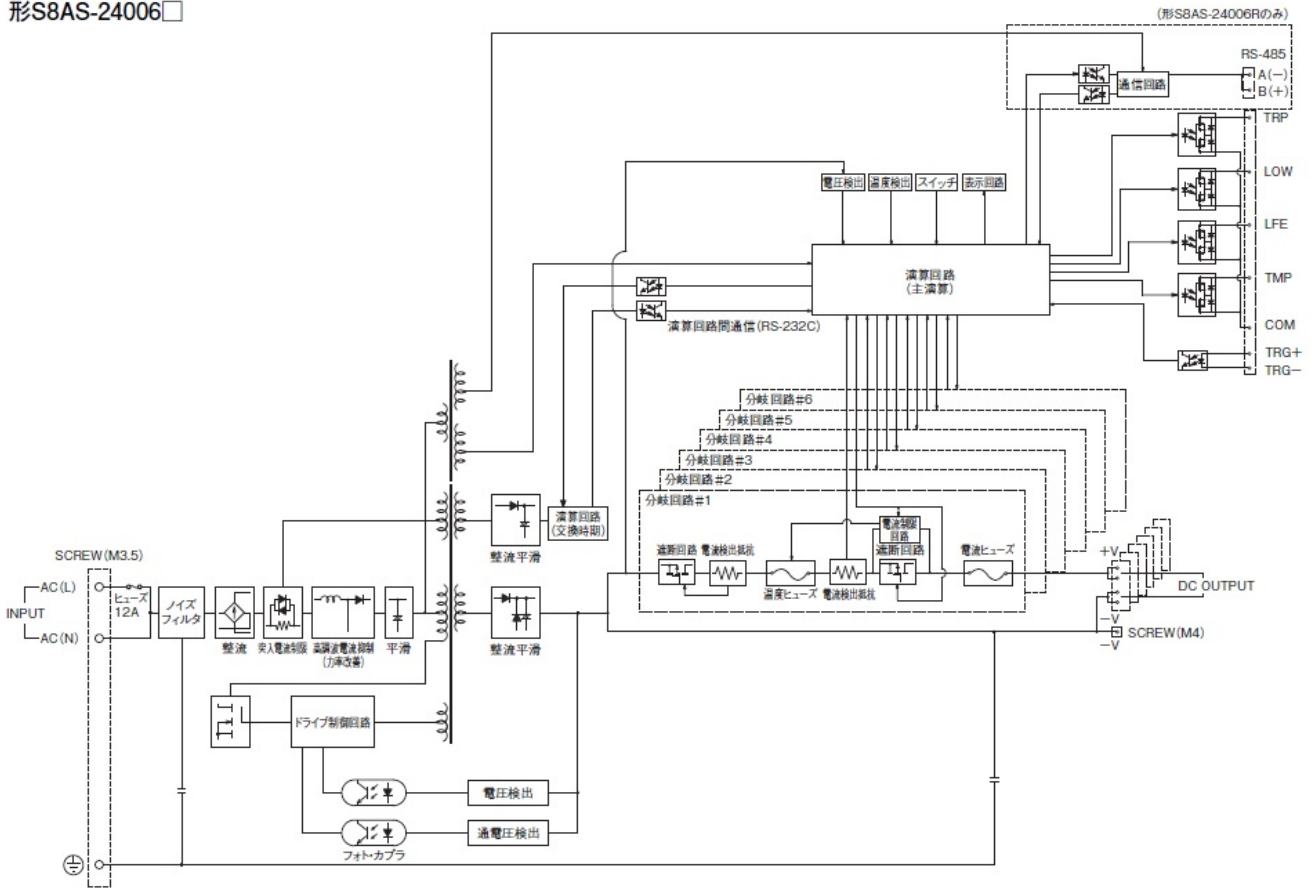 形S8AS-24006□
(形S8AS-24006Rのみ)
RS-485
A(−)
通信回路
B(+)
TRP
LOW
LFE
TMP
COM
TRG+
TRG−
電圧検出
温度検出
スイッチ
表示回路
演算回路
(主演算)
演算回路間通信(RS-232C)
分岐回路#6
分岐回路#5
分岐回路#4
分岐回路#3
分岐回路#2
分岐回路#1
演算回路
(交換時期)
整流平滑
電流制限
回路
遮断回路
電流検出抵抗
遮断回路
電流ヒューズ
温度ヒューズ
電流検出抵抗
SCREW(M3.5)
AC(L)
ヒューズ
12A
INPUT
AC(N)
ノイズ
フィルタ
整流
突入電流制限
高調波電流抑制
(力率改善)
平滑
整流平滑
+V
DC OUTPUT
−V
SCREW(M4)
−V
ドライブ制御回路
電圧検出
過電圧検出
フォト・カプラ